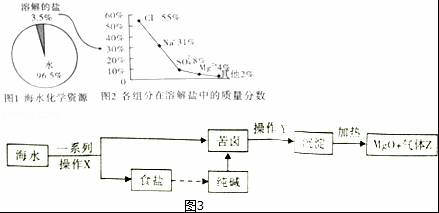 溶解的盐
3.5%
水
96.5%
图1 海水化学资源
60%
50%
40%
30%
20%
10%
0%
Cl⁻ 55%
Na⁺31%
SO₄²⁻8%
Mg²⁺4%
其他2%
图2 各组分在溶解盐中的质量分数
海水
一系列
操作X
苦卤
操作Y
沉淀
加热
MgO+气体Z
食盐
纯碱
图3